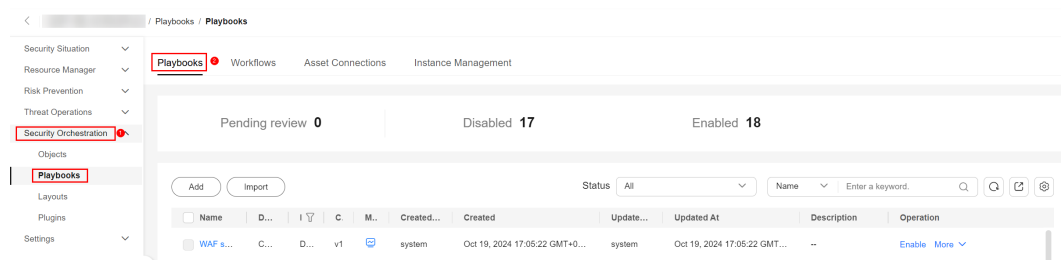 / Playbooks / Playbooks
Security Situation
Resource Manager
Risk Prevention
Threat Operations
Security Orchestration 1
Objects
Playbooks
Layouts
Plugins
Settings
Playbooks 2 Workflows Asset Connections Instance Management
Pending review 0 Disabled 17 Enabled 18
Add Import Status All Name Enter a keyword.
Name D... I C. M.. Created... Created Update... Updated At Description Operation
WAF s... C... D... v1 system Oct 19, 2024 17:05:22 GMT+0... system Oct 19, 2024 17:05:22 GMT... -- Enable More